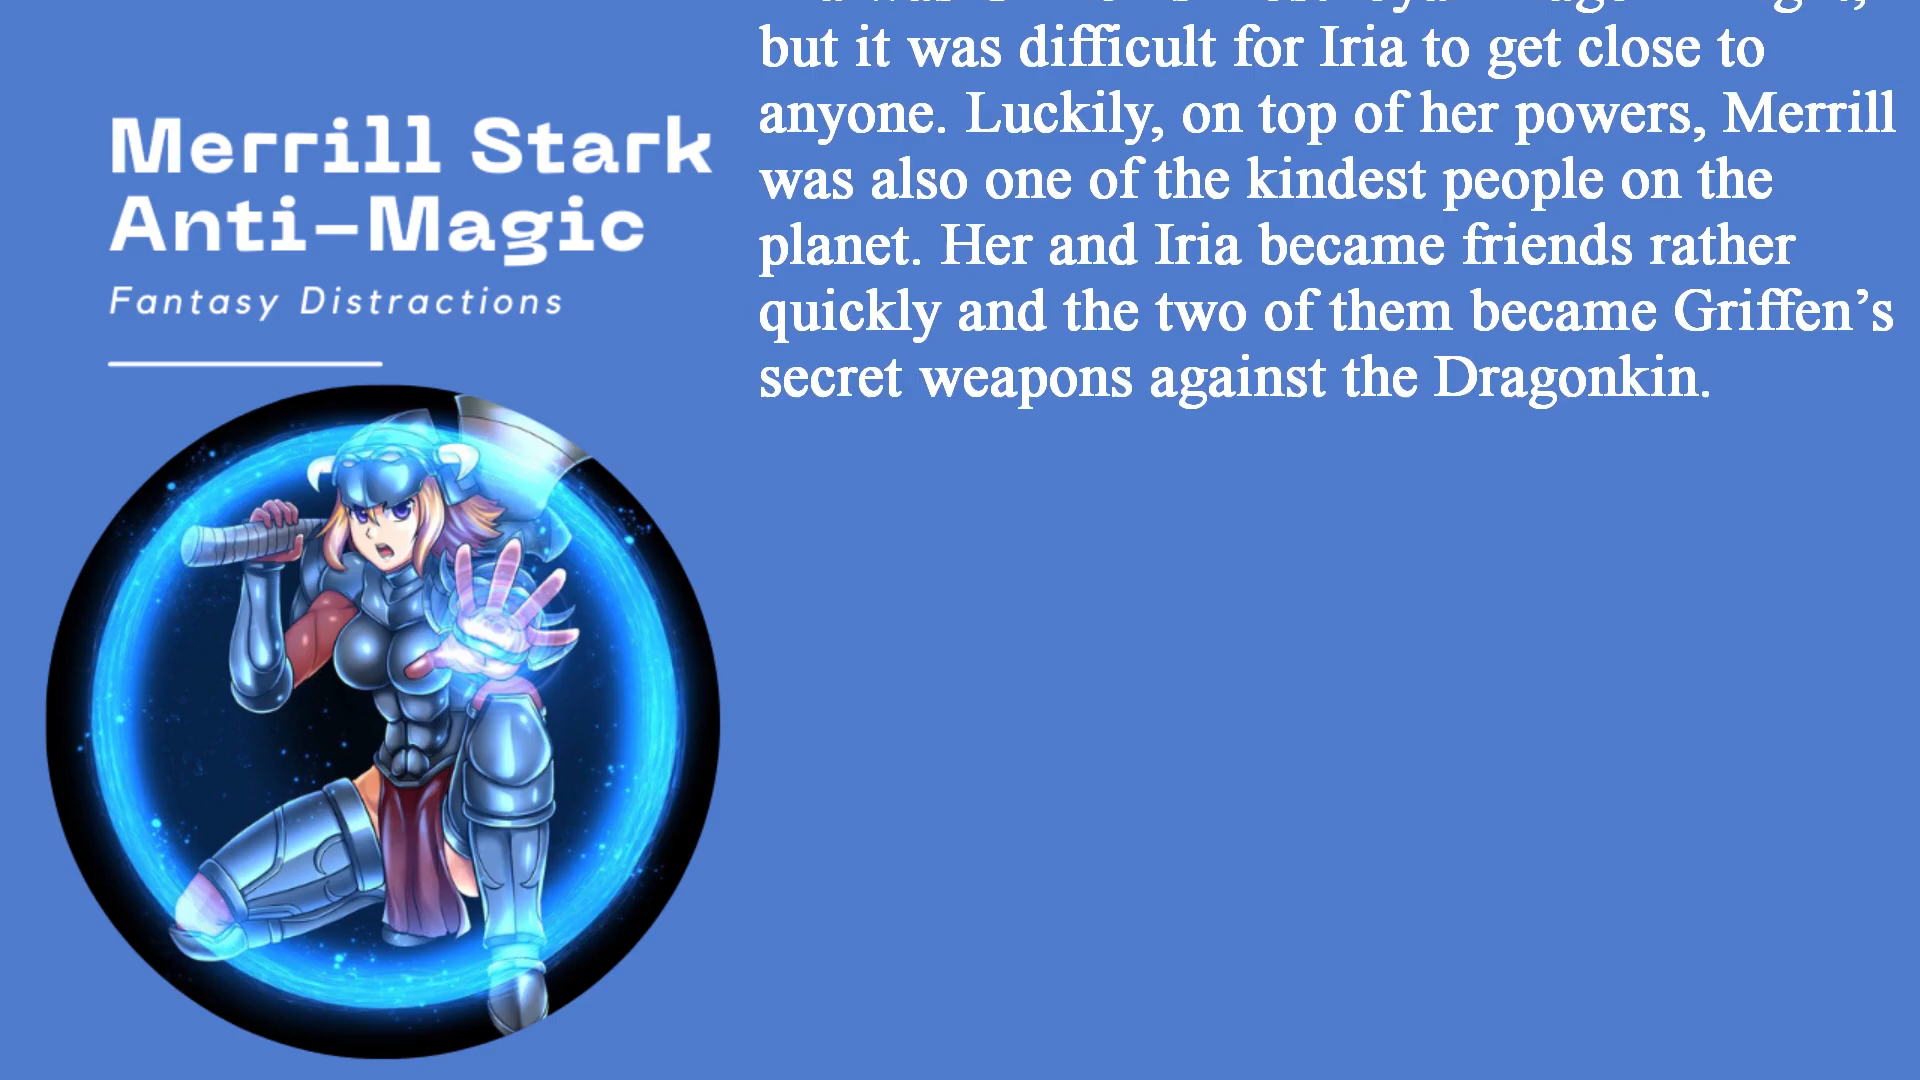 Merrill Stark
Anti-Magic
Fantasy Distractions
but it was difficult for Iria to get close to
anyone. Luckily, on top of her powers, Merrill
was also one of the kindest people on the
planet. Her and Iria became friends rather
quickly and the two of them became Griffen’s
secret weapons against the Dragonkin.